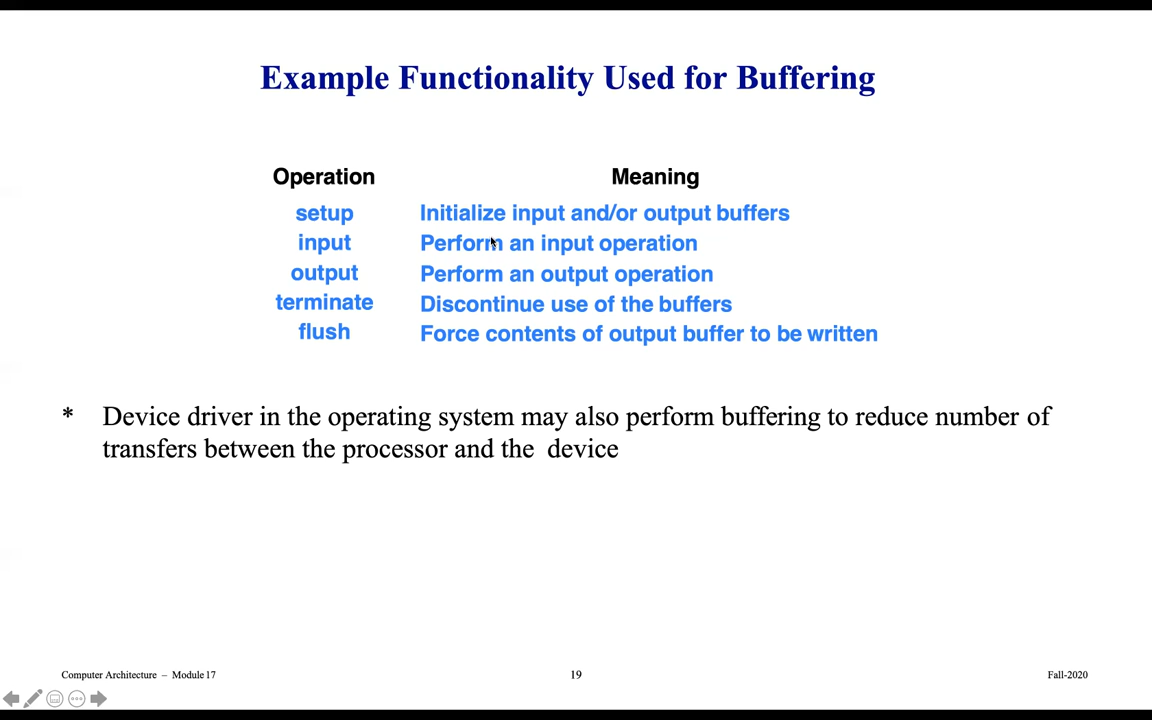 Example Functionality Used for Buffering
Operation Meaning
setup Initialize input and/or output buffers
input Perform an input operation
output Perform an output operation
terminate Discontinue use of the buffers
flush Force contents of output buffer to be written
* Device driver in the operating system may also perform buffering to reduce number of
transfers between the processor and the device
Computer Architecture – Module 17 19 Fall-2020